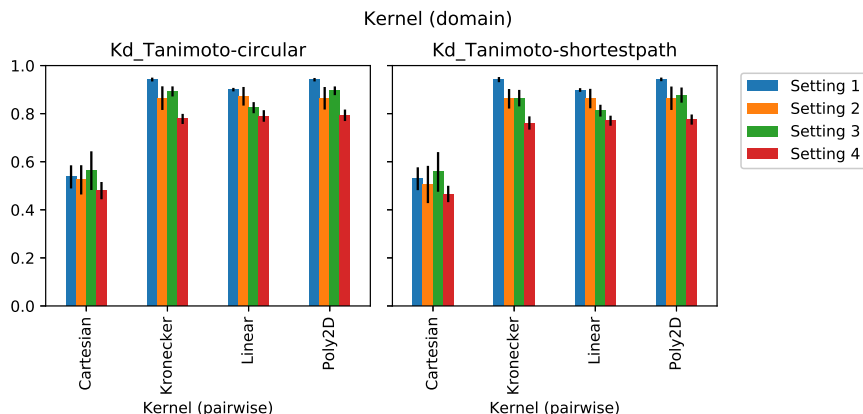 Kernel (domain)
Kd_Tanimoto-circular
Kd_Tanimoto-shortestpath
1.0
0.8
0.6
0.4
0.2
0.0
Cartesian
Kronecker
Linear
Poly2D
Cartesian
Kronecker
Linear
Poly2D
Kernel (pairwise)
Kernel (pairwise)
Setting 1
Setting 2
Setting 3
Setting 4